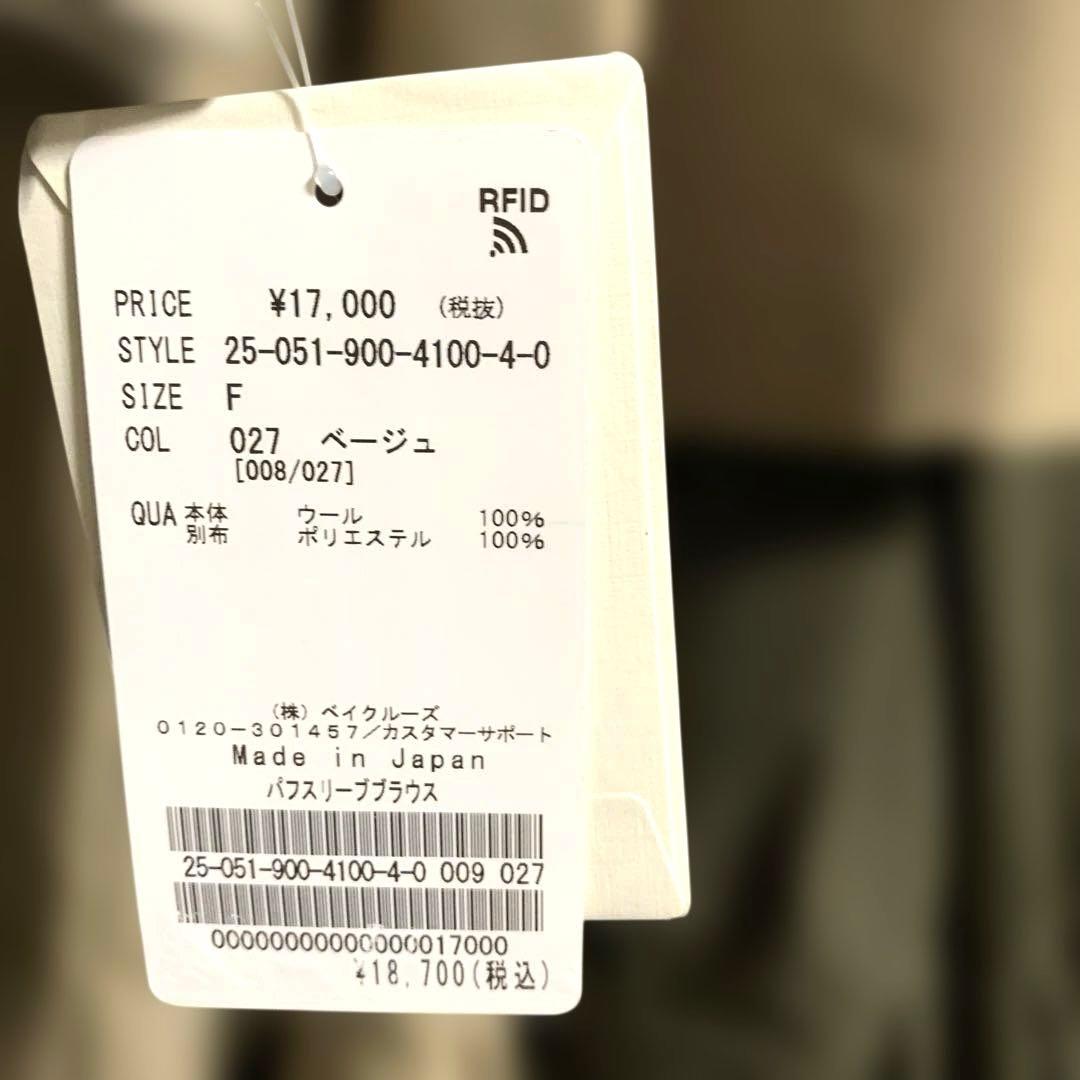 RFID
PRICE ¥17,000 (税抜)
STYLE 25-051-900-4100-4-0
SIZE F
COL 027 ベージュ
[008/027]
QUA 本体 ウール 100%
別布 ポリエステル 100%
(株)ベイクルーズ
0120-301457/カスタマーサポート
Made in Japan
パフスリーブブラウス
25-051-900-4100-4-0 009 027
00000000000000017000
¥18,700(税込)